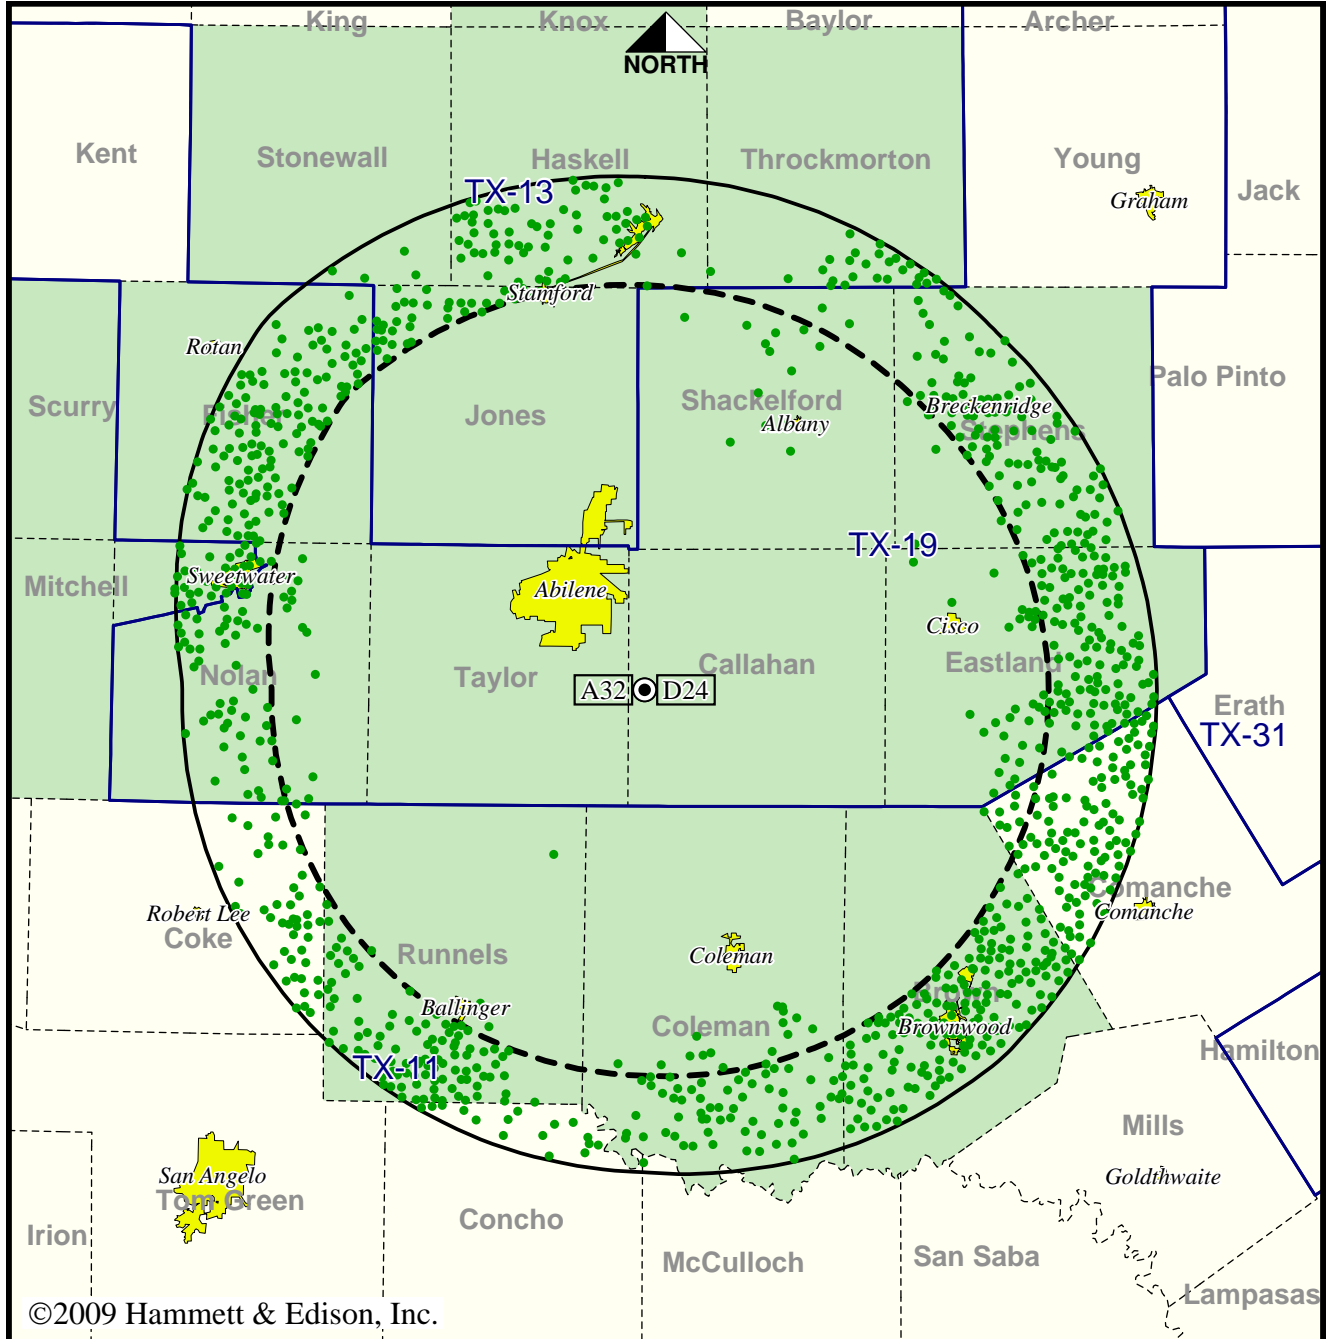 King
Knox
Baylor
Archer
NORTH
Kent
Stonewall
Haskell
Throckmorton
Young
Jack
TX-13
Graham
Stamford
Rotan
Palo Pinto
Scurry
Fisher
Jones
Shackelford
Breckenridge
Albany
Stephens
TX-19
Mitchell
Sweetwater
Abilene
Cisco
Nolan
Taylor
Callahan
Eastland
A32
D24
Erath
TX-31
Comanche
Robert Lee
Comanche
Coke
Runnels
Coleman
Brown
Ballinger
Coleman
Brownwood
TX-11
Hamilton
Mills
San Angelo
Goldthwaite
Tom Green
Concho
Irion
McCulloch
San Saba
Lampasas
©2009 Hammett & Edison, Inc.